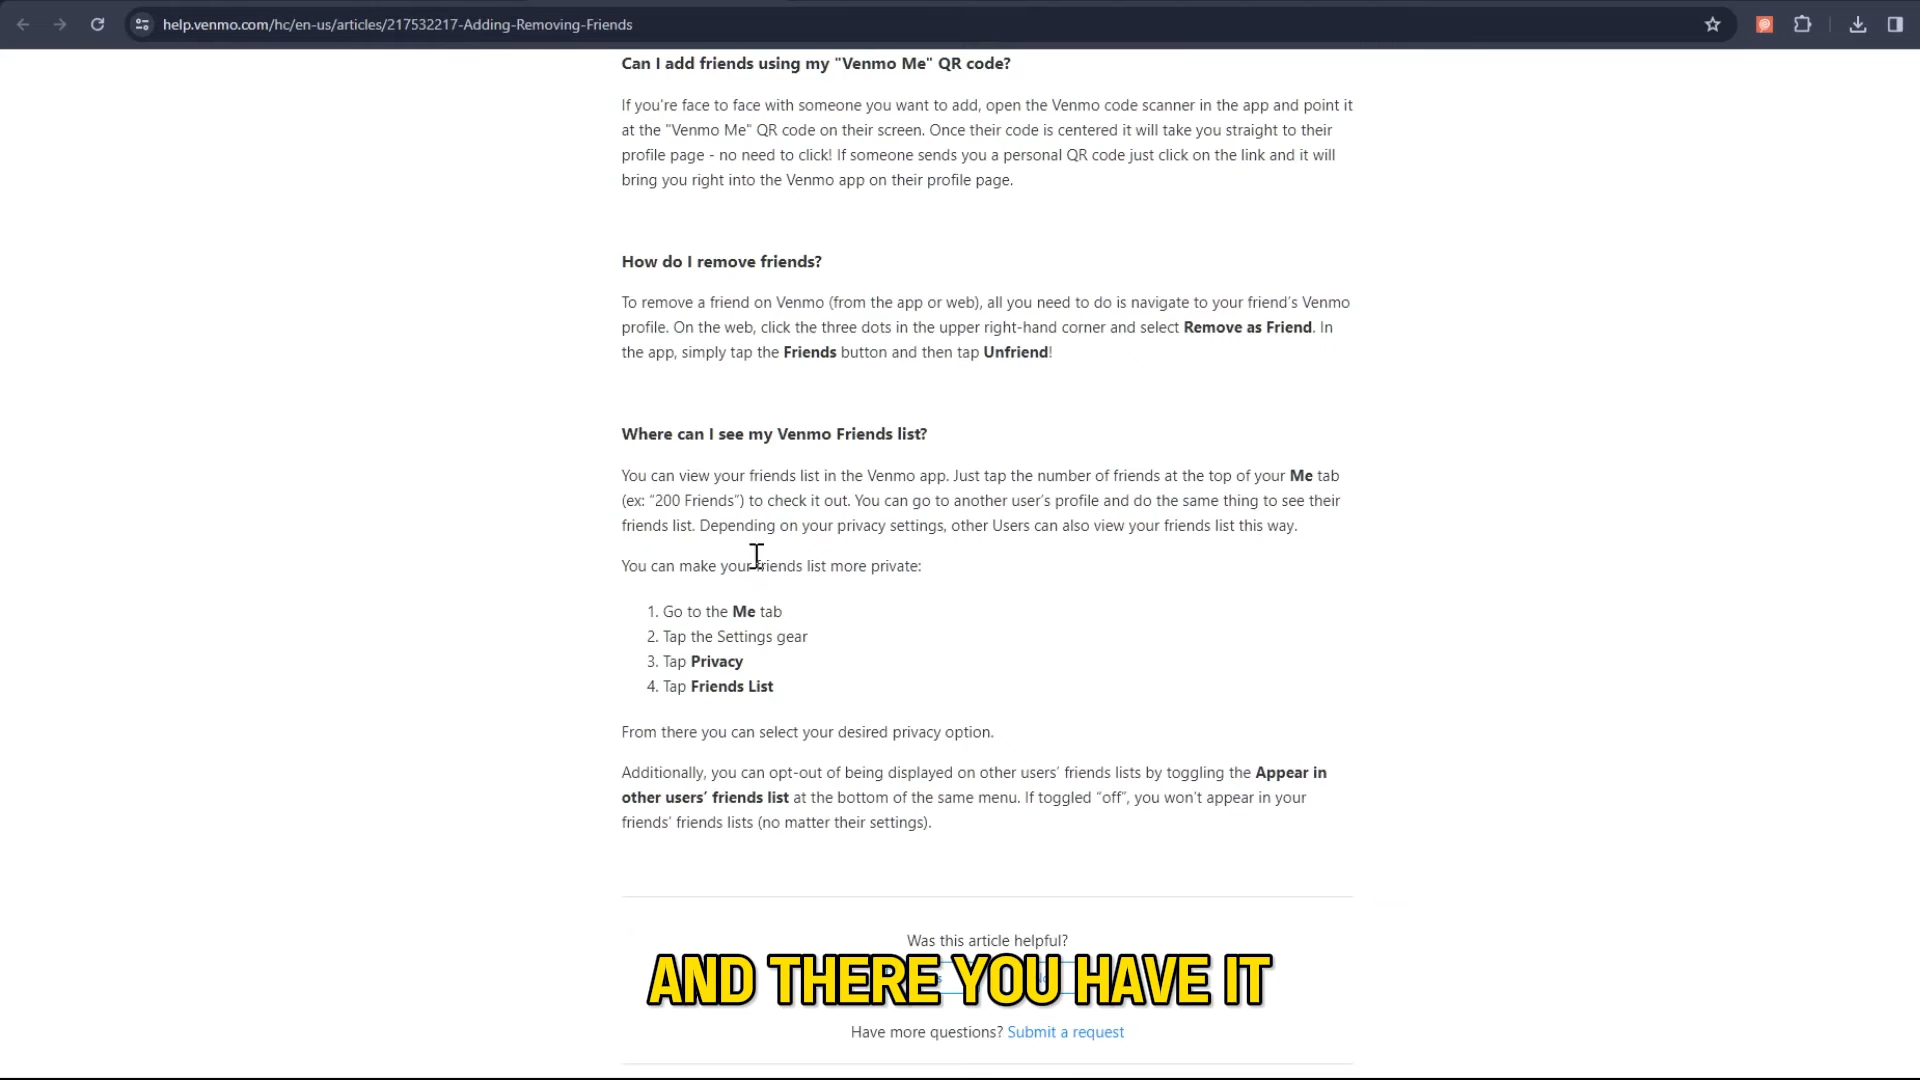 help.venmo.com/hc/en-us/articles/217532217-Adding-Removing-Friends
Can I add friends using my "Venmo Me" QR code?
If you're face to face with someone you want to add, open the Venmo code scanner in the app and point it
at the "Venmo Me" QR code on their screen. Once their code is centered it will take you straight to their
profile page - no need to click! If someone sends you a personal QR code just click on the link and it will
bring you right into the Venmo app on their profile page.
How do I remove friends?
To remove a friend on Venmo (from the app or web), all you need to do is navigate to your friend's Venmo
profile. On the web, click the three dots in the upper right-hand corner and select Remove as Friend. In
the app, simply tap the Friends button and then tap Unfriend!
Where can I see my Venmo Friends list?
You can view your friends list in the Venmo app. Just tap the number of friends at the top of your Me tab
(ex: “200 Friends”) to check it out. You can go to another user's profile and do the same thing to see their
friends list. Depending on your privacy settings, other Users can also view your friends list this way.
You can make your friends list more private:
1. Go to the Me tab
2. Tap the Settings gear
3. Tap Privacy
4. Tap Friends List
From there you can select your desired privacy option.
Additionally, you can opt-out of being displayed on other users’ friends lists by toggling the Appear in
other users’ friends list at the bottom of the same menu. If toggled “off”, you won’t appear in your
friends’ friends lists (no matter their settings).
Was this article helpful?
AND THERE YOU HAVE IT
Have more questions? Submit a request